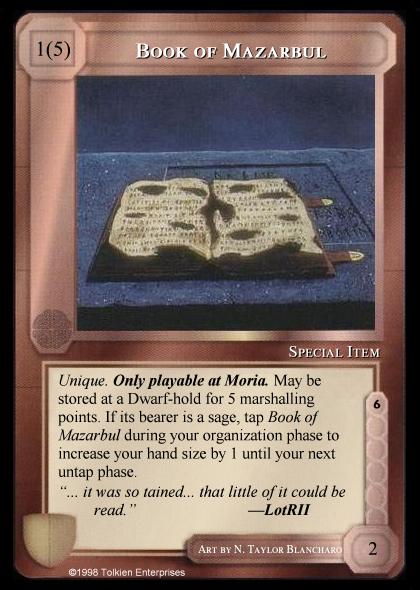 1(5)
Book of Mazarbul
Special Item
Unique. Only playable at Moria. May be
stored at a Dwarf-hold for 5 marshalling
points. If its bearer is a sage, tap Book of
Mazarbul during your organization phase to
increase your hand size by 1 until your next
untap phase.
“... it was so tained... that little of it could be
read.” —LotRII
6
Art by N. Taylor Blanchard
2
©1998 Tolkien Enterprises